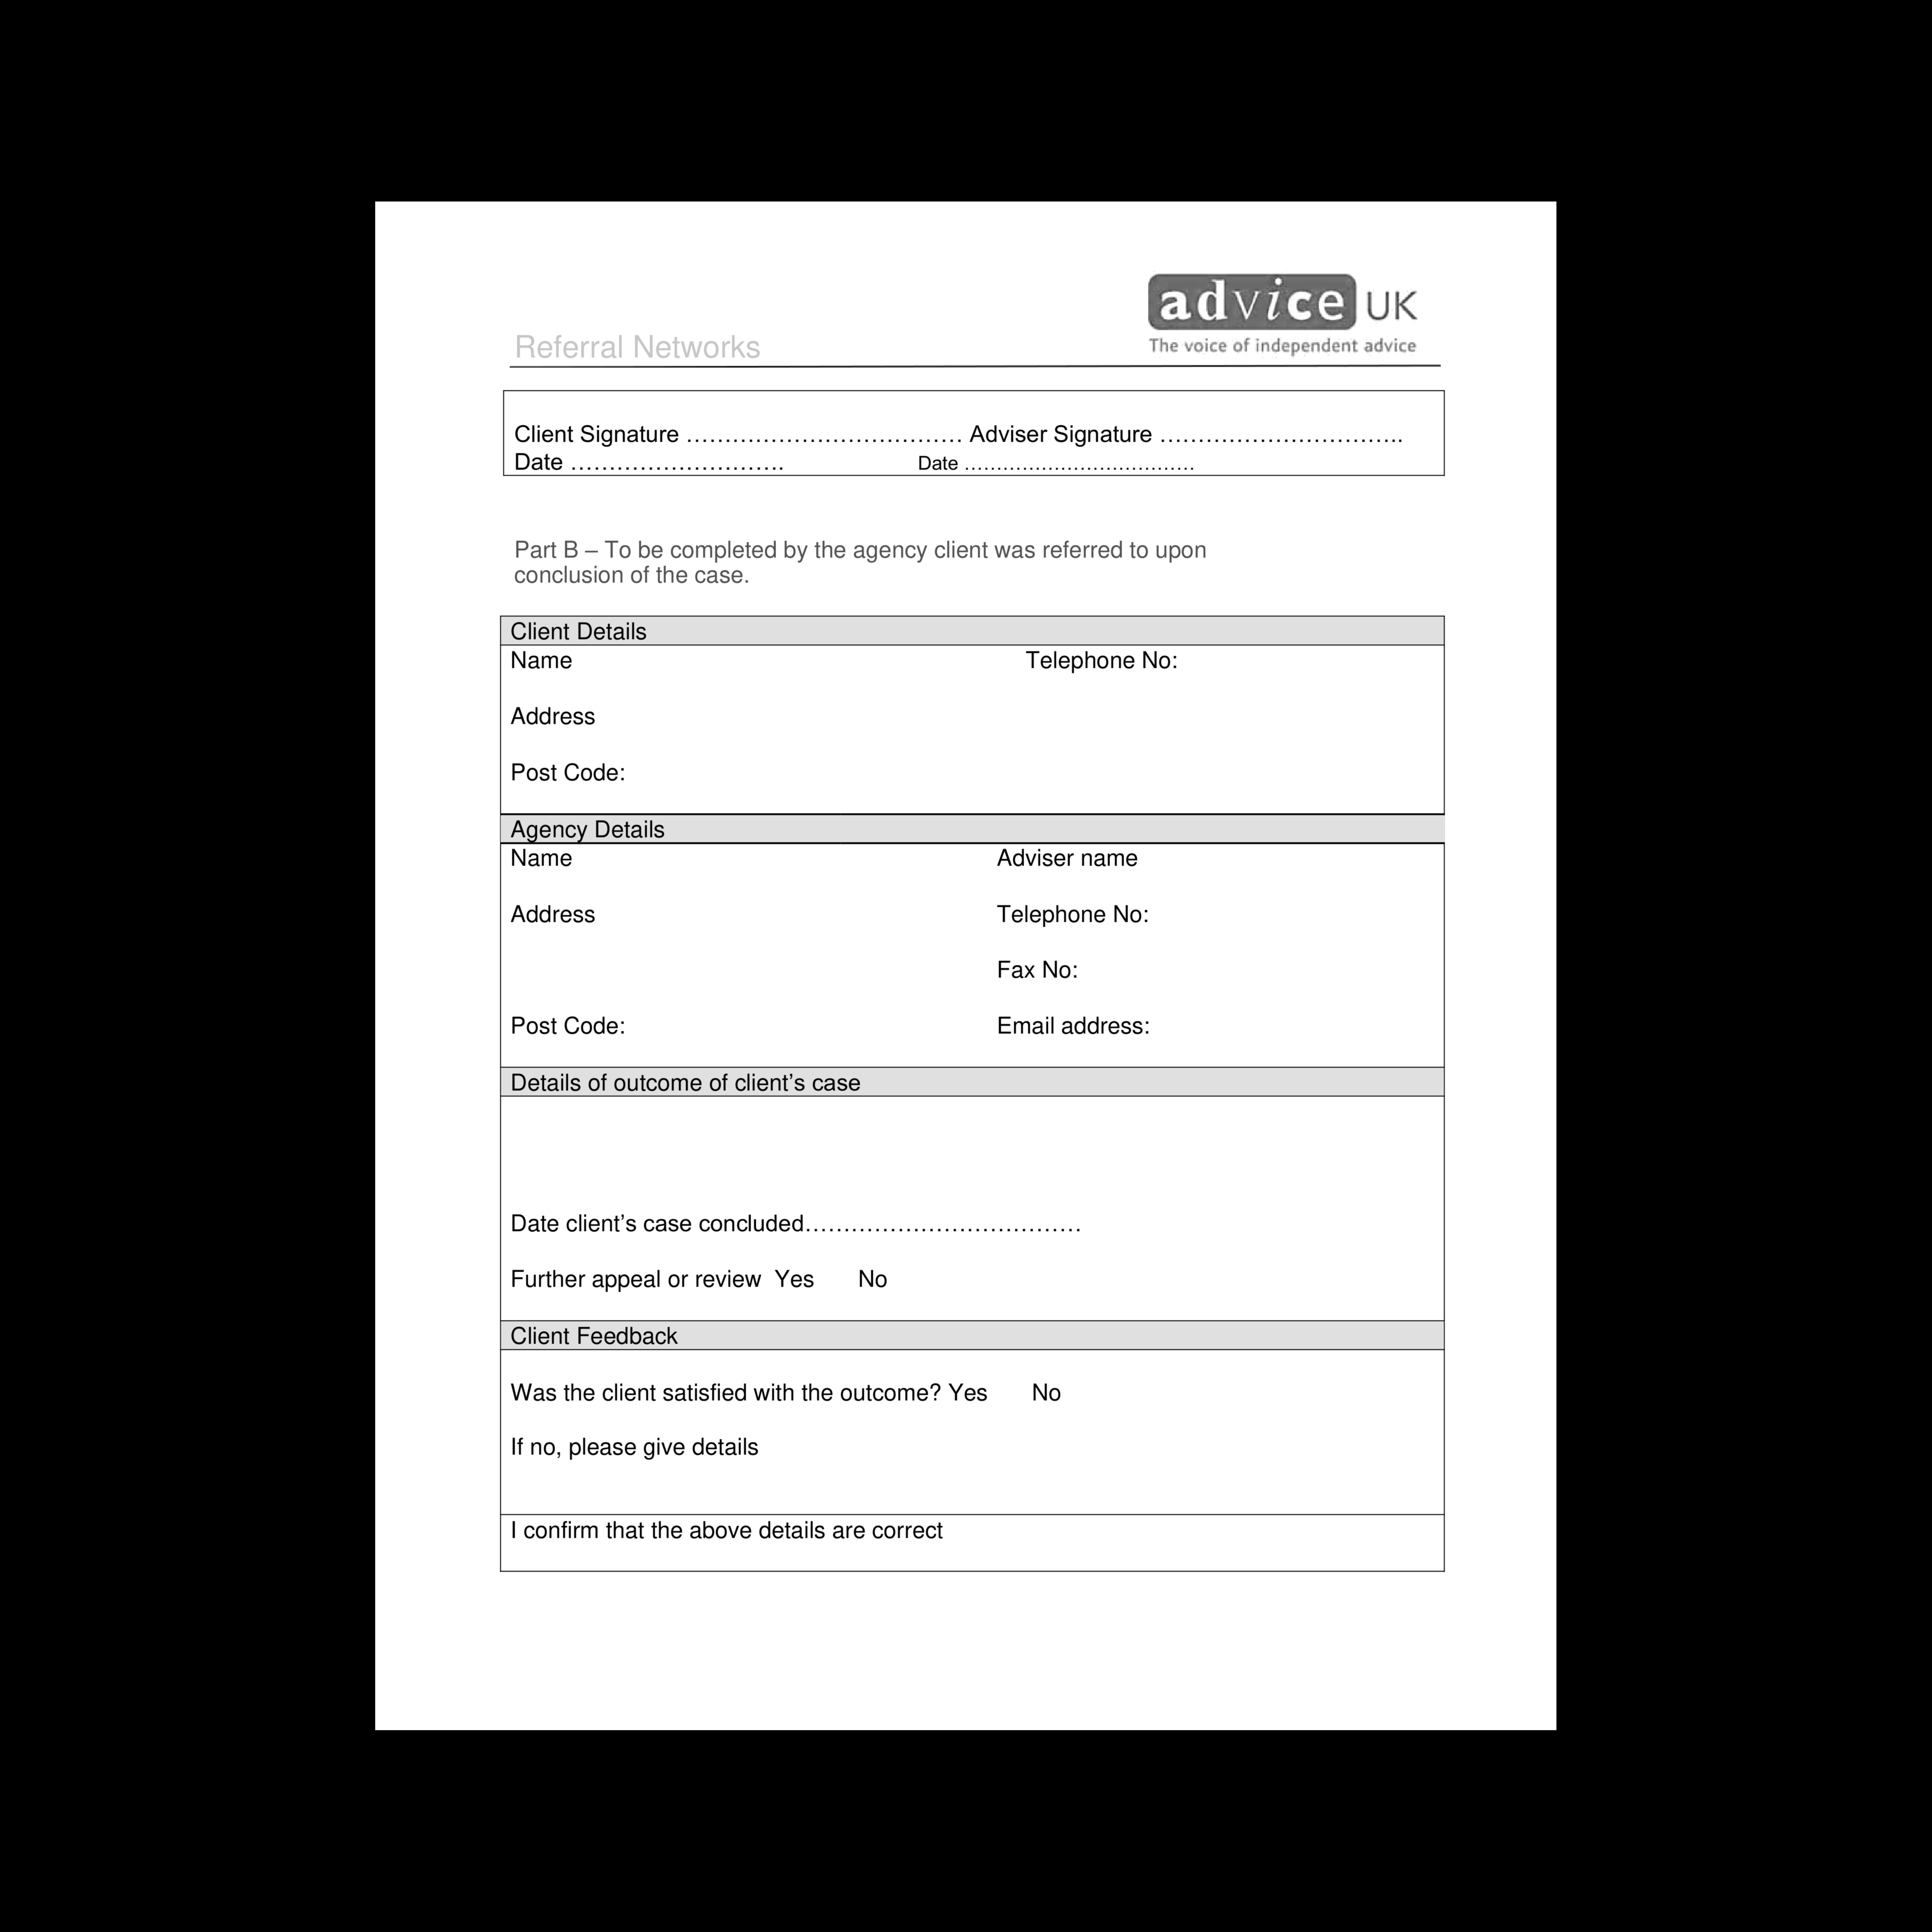 advice UK
The voice of independent advice
Referral Networks
Client Signature ……………………………… Adviser Signature …………………………..
Date ………………………. Date ………………………………
Part B – To be completed by the agency client was referred to upon
conclusion of the case.
Client Details
Name Telephone No:
Address
Post Code:
Agency Details
Name Adviser name
Address Telephone No:
Fax No:
Post Code: Email address:
Details of outcome of client’s case
Date client’s case concluded………………………………
Further appeal or review Yes No
Client Feedback
Was the client satisfied with the outcome? Yes No
If no, please give details
I confirm that the above details are correct